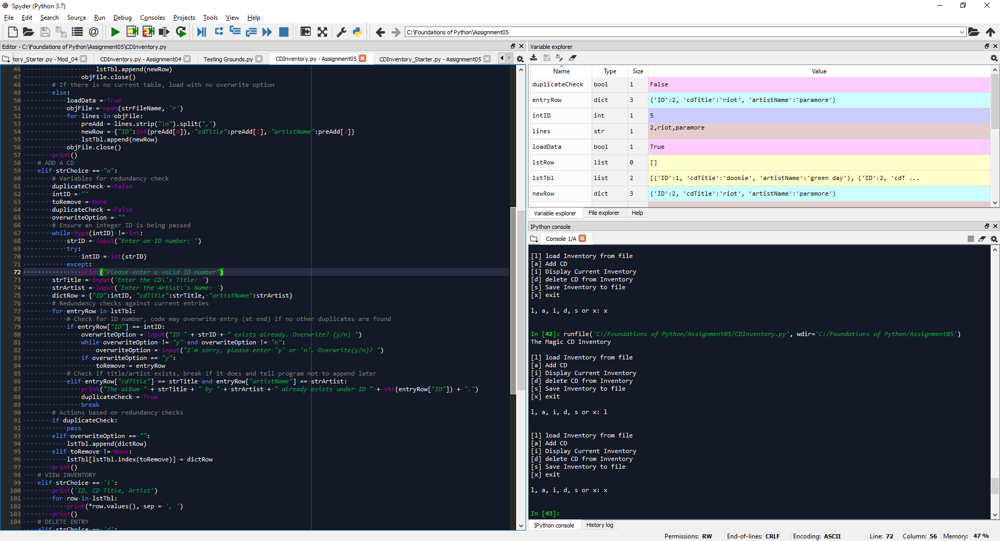 Spyder (Python 3.7)
File Edit Search Source Run Debug Consoles Projects Tools View Help
C:\Foundations of Python\Assignment05
Editor - C:\Foundations of Python\Assignment05\CDInventory.py
tory_Starter.py - Mod_04 CDInventory.py - Assignment04 Testing Grounds.py CDInventory.py - Assignment05 CDInventory_Starter.py - Assignment05
46 lstTbl.append(newRow)
47 objFile.close()
48 # If there is no current table, load with no overwrite option
49 else:
50 loadData = True
51 objFile = open(strFileName, 'r')
52 for lines in objFile:
53 preAdd = lines.strip("\n").split(",")
54 newRow = {"ID":int(preAdd[0]), "cdTitle":preAdd[1], "artistName":preAdd[2]}
55 lstTbl.append(newRow)
56 objFile.close()
57 print()
58 # ADD A CD
59 elif strChoice == "a":
60 # Variables for redundancy check
61 duplicateCheck = False
62 intID = ""
63 toRemove = None
64 duplicateCheck = False
65 overwriteOption = ""
66 # Ensure an integer ID is being passed
67 while type(intID) != int:
68 strID = input("Enter an ID number: ")
69 try:
70 intID = int(strID)
71 except:
72 print("Please enter a valid ID number")
73 strTitle = input('Enter the CD\'s Title: ')
74 strArtist = input('Enter the Artist\'s Name: ')
75 dictRow = {"ID":intID, "cdTitle":strTitle, "artistName":strArtist}
76 # Redundancy checks against current entries
77 for entryRow in lstTbl:
78 # Check for ID number, code may overwrite entry (at end) if no other duplicates are found
79 if entryRow["ID"] == intID:
80 overwriteOption = input("ID " + strID + " exists already. Overwrite? (y/n) ")
81 while overwriteOption != "y" and overwriteOption != "n":
82 overwriteOption = input("I'm sorry, please enter 'y' or 'n'. Overwrite(y/n)? ")
83 if overwriteOption == "y":
84 toRemove = entryRow
85 # Check if title/artist exists, break if it does and tell program not to append later
86 elif entryRow["cdTitle"] == strTitle and entryRow["artistName"] == strArtist:
87 print("The album " + strTitle + " by " + strArtist + " already exists under ID " + str(entryRow["ID"]) + ".")
88 duplicateCheck = True
89 break
90 # Actions based on redundancy checks
91 if duplicateCheck:
92 pass
93 elif overwriteOption == "":
94 lstTbl.append(dictRow)
95 elif toRemove != None:
96 lstTbl[lstTbl.index(toRemove)] = dictRow
97 print()
98 # VIEW INVENTORY
99 elif strChoice == 'i':
100 print('ID, CD Title, Artist')
101 for row in lstTbl:
102 print(*row.values(), sep = ', ')
103 print()
104 # DELETE ENTRY
elif strChoice == 'd':
Variable explorer
Name Type Size Value
duplicateCheck bool 1 False
entryRow dict 3 {'ID':2, 'cdTitle':'riot', 'artistName':'paramore'}
intID int 1 5
lines str 1 2,riot,paramore
loadData bool 1 True
lstRow list 0 []
lstTbl list 2 [{'ID':1, 'cdTitle':'dookie', 'artistName':'green day'}, {'ID':2, 'cdT ...
newRow dict 3 {'ID':2, 'cdTitle':'riot', 'artistName':'paramore'}
Variable explorer File explorer Help
IPython console
Console 1/A
[l] load Inventory from file
[a] Add CD
[i] Display Current Inventory
[d] delete CD from Inventory
[s] Save Inventory to file
[x] exit
l, a, i, d, s or x: x
In [42]: runfile('C:/Foundations of Python/Assignment05/CDInventory.py', wdir='C:/Foundations of Python/Assignment05')
The Magic CD Inventory
[l] load Inventory from file
[a] Add CD
[i] Display Current Inventory
[d] delete CD from Inventory
[s] Save Inventory to file
[x] exit
l, a, i, d, s or x: l
[l] load Inventory from file
[a] Add CD
[i] Display Current Inventory
[d] delete CD from Inventory
[s] Save Inventory to file
[x] exit
l, a, i, d, s or x: x
In [43]:
IPython console History log
Permissions: RW End-of-lines: CRLF Encoding: ASCII Line: 72 Column: 56 Memory: 47 %